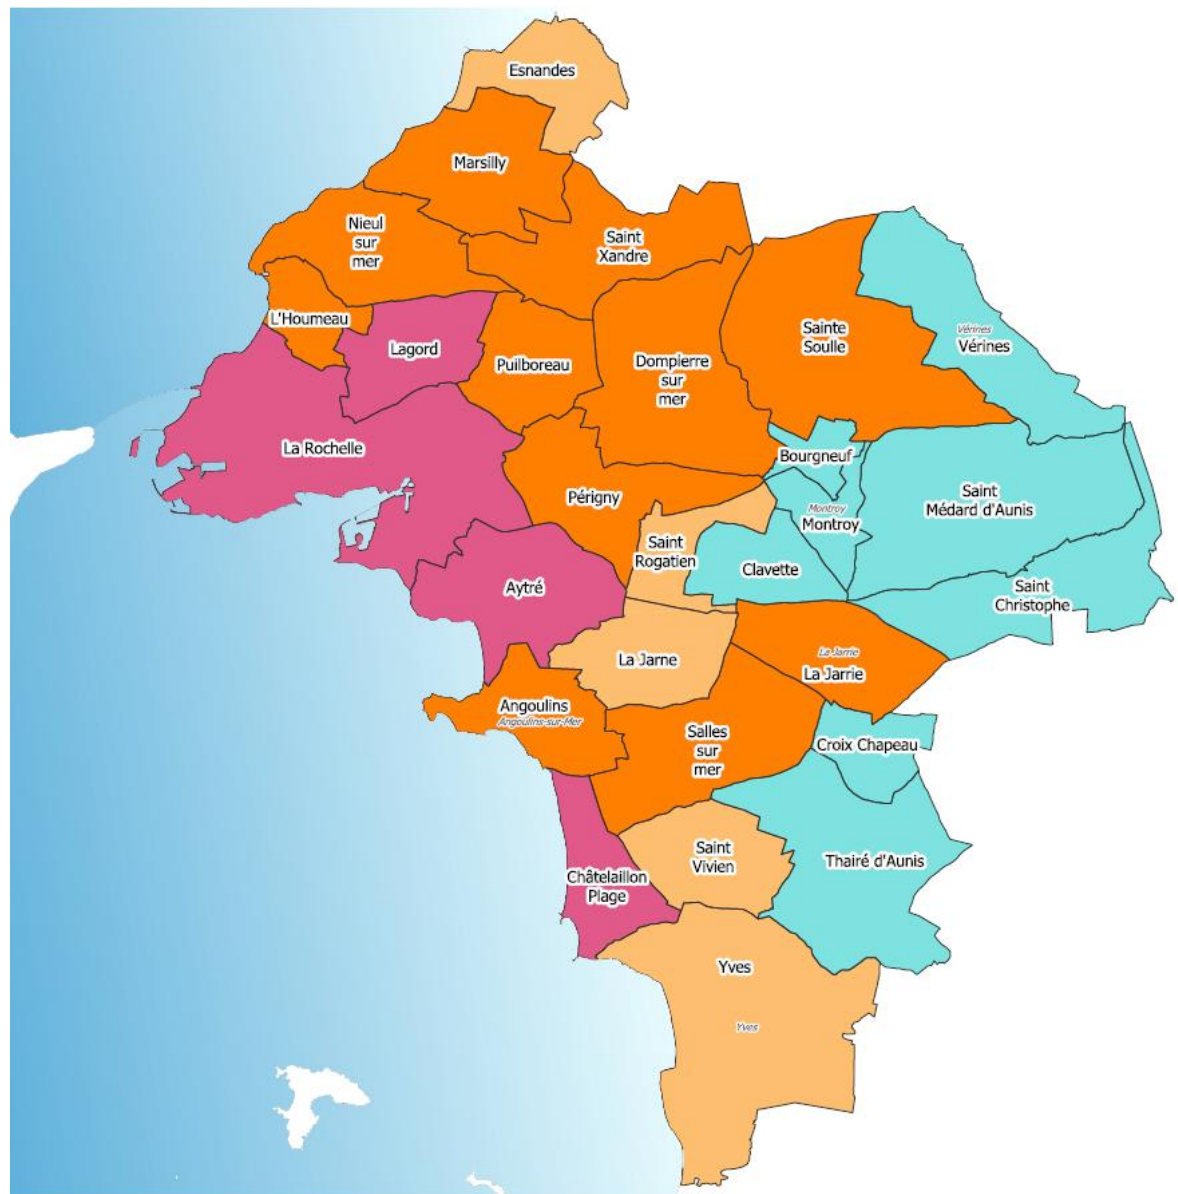 Esnandes
Marsilly
Nieul
sur
mer
Saint
Xandre
L'Houmeau
Lagord
Puilboreau
Dompierre
sur
mer
Sainte
Soulle
Vérines
Vérines
La Rochelle
Périgny
Bourgneuf
Montroy
Montroy
Saint
Médard d'Aunis
Saint
Rogatien
Clavette
Aytré
Saint
Christophe
La Jarne
La Jarrie
La Jarrie
Angoulins
Angoulins-sur-Mer
Salles
sur
mer
Croix Chapeau
Saint
Vivien
Thairé d'Aunis
Châtelaillon
Plage
Yves
Yves